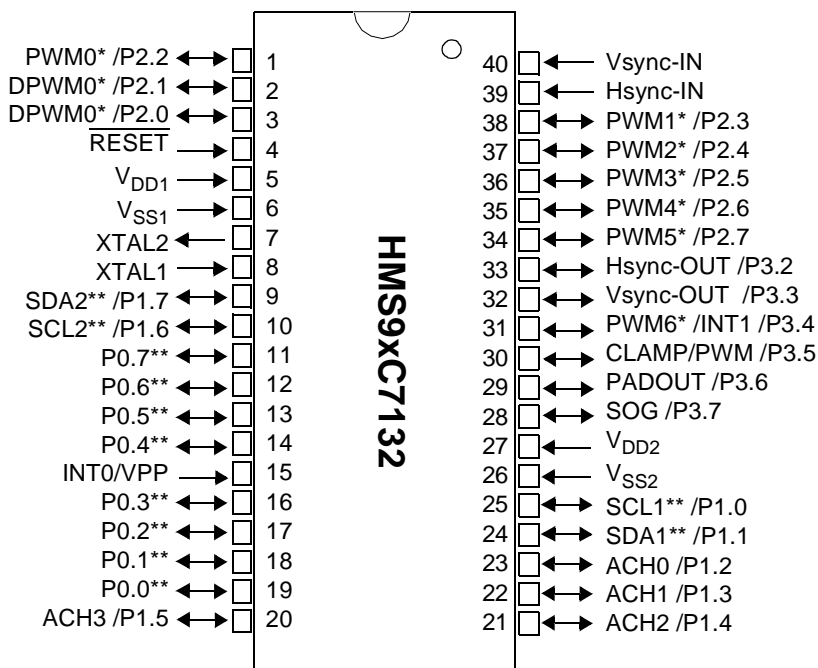 PWM0* /P2.2 1
DPWM0* /P2.1 2
DPWM0* /P2.0 3
RESET 4
VDD1 5
VSS1 6
XTAL2 7
XTAL1 8
SDA2** /P1.7 9
SCL2** /P1.6 10
P0.7** 11
P0.6** 12
P0.5** 13
P0.4** 14
INT0/VPP 15
P0.3** 16
P0.2** 17
P0.1** 18
P0.0** 19
ACH3 /P1.5 20
HMS9xC7132
40 Vsync-IN
39 Hsync-IN
38 PWM1* /P2.3
37 PWM2* /P2.4
36 PWM3* /P2.5
35 PWM4* /P2.6
34 PWM5* /P2.7
33 Hsync-OUT /P3.2
32 Vsync-OUT /P3.3
31 PWM6* /INT1 /P3.4
30 CLAMP/PWM /P3.5
29 PADOUT /P3.6
28 SOG /P3.7
27 VDD2
26 VSS2
25 SCL1** /P1.0
24 SDA1** /P1.1
23 ACH0 /P1.2
22 ACH1 /P1.3
21 ACH2 /P1.4